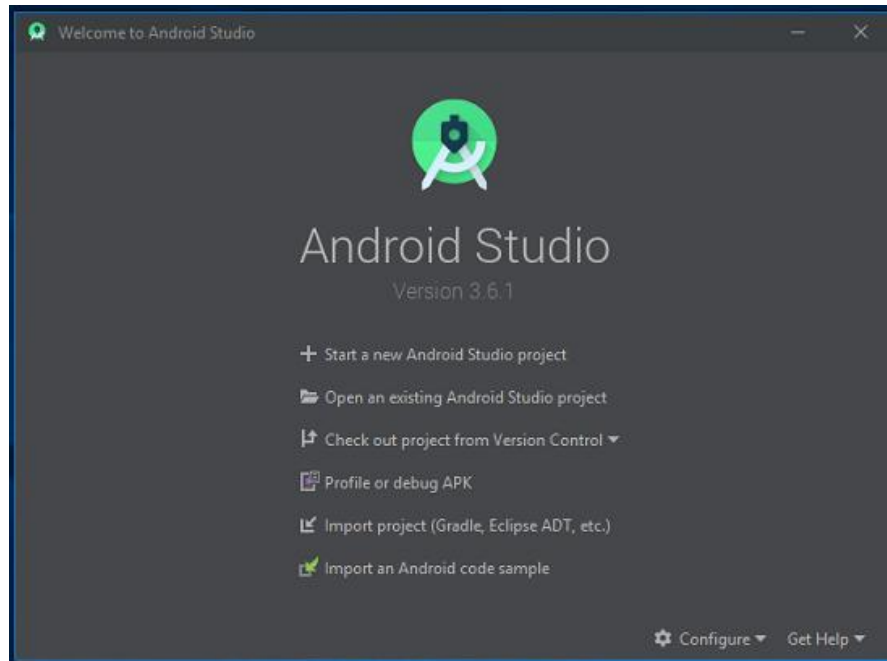 Welcome to Android Studio
Android Studio
Version 3.6.1
Start a new Android Studio project
Open an existing Android Studio project
Check out project from Version Control
Profile or debug APK
Import project (Gradle, Eclipse ADT, etc.)
Import an Android code sample
Configure Get Help